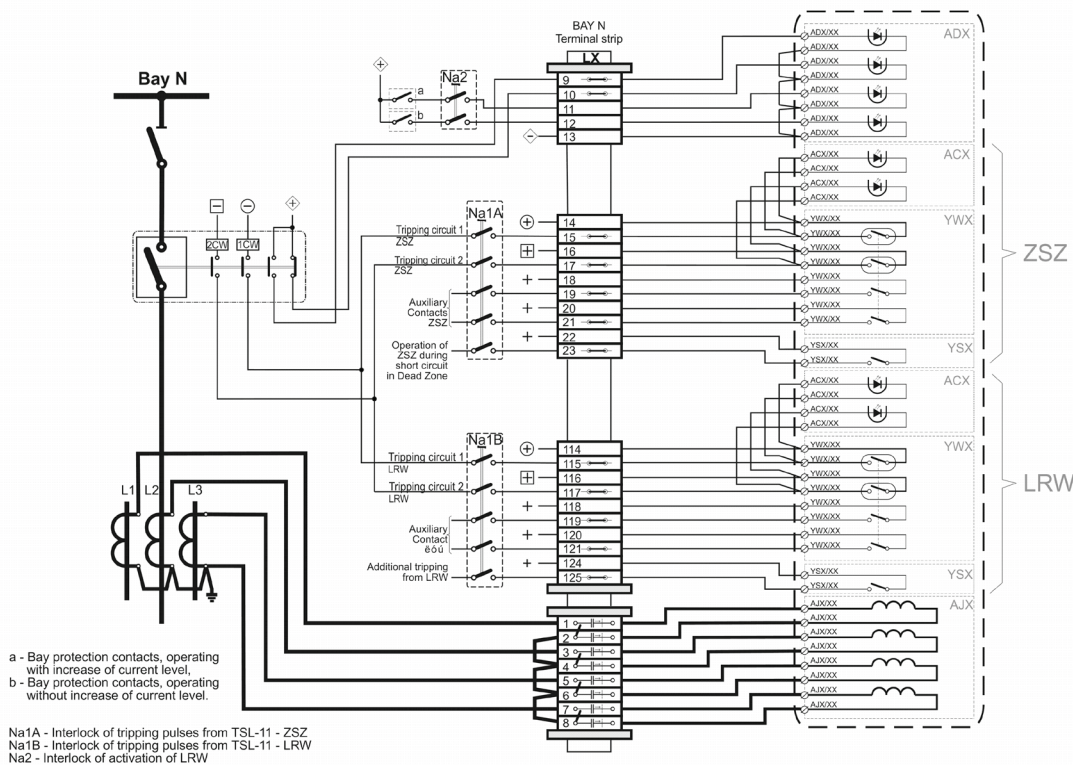 BAY N
Terminal strip
LX
Bay N
Na2
a
b
9
10
11
12
13
ADX/XX
ADX/XX
ADX/XX
ADX/XX
ADX/XX
ADX/XX
ADX/XX
ADX/XX
ADX
ACX/XX
ACX/XX
ACX/XX
ACX/XX
ACX
2CW
1CW
Na1A
Tripping circuit 1
ZSZ
Tripping circuit 2
ZSZ
Auxiliary
Contacts
ZSZ
Operation of
ZSZ during
short circuit
in Dead Zone
14
15
16
17
18
19
20
21
22
23
YWX/XX
YWX/XX
YWX/XX
YWX/XX
YWX/XX
YWX/XX
YWX/XX
YWX/XX
YWX
YSX/XX
YSX/XX
YSX
ZSZ
ACX/XX
ACX/XX
ACX/XX
ACX/XX
ACX
Na1B
Tripping circuit 1
LRW
Tripping circuit 2
LRW
Auxiliary
Contact
ëóú
Additional tripping
from LRW
114
115
116
117
118
119
120
121
124
125
YWX/XX
YWX/XX
YWX/XX
YWX/XX
YWX/XX
YWX/XX
YWX/XX
YWX/XX
YWX
YSX/XX
YSX/XX
YSX
LRW
L1 L2 L3
1
2
3
4
5
6
7
8
AJX/XX
AJX/XX
AJX/XX
AJX/XX
AJX/XX
AJX/XX
AJX/XX
AJX/XX
AJX
a - Bay protection contacts, operating
with increase of current level,
b - Bay protection contacts, operating
without increase of current level.
Na1A - Interlock of tripping pulses from TSL-11 - ZSZ
Na1B - Interlock of tripping pulses from TSL-11 - LRW
Na2 - Interlock of activation of LRW